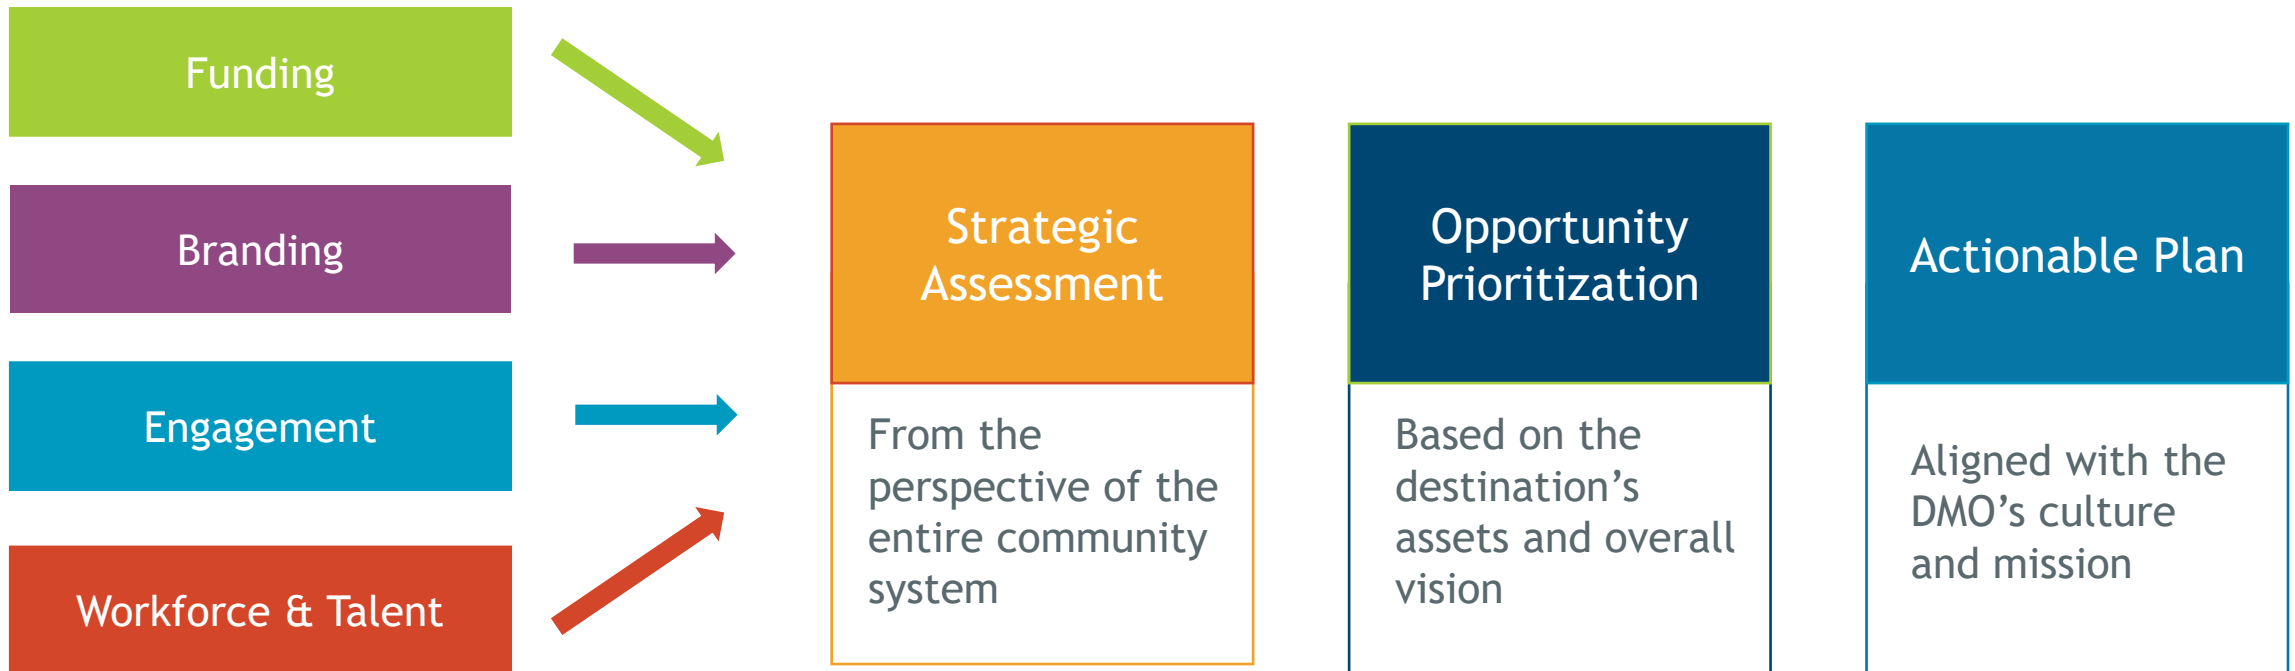 Funding
Branding
Engagement
Workforce & Talent
Strategic
Assessment
From the
perspective of the
entire community
system
Opportunity
Prioritization
Based on the
destination’s
assets and overall
vision
Actionable Plan
Aligned with the
DMO’s culture
and mission